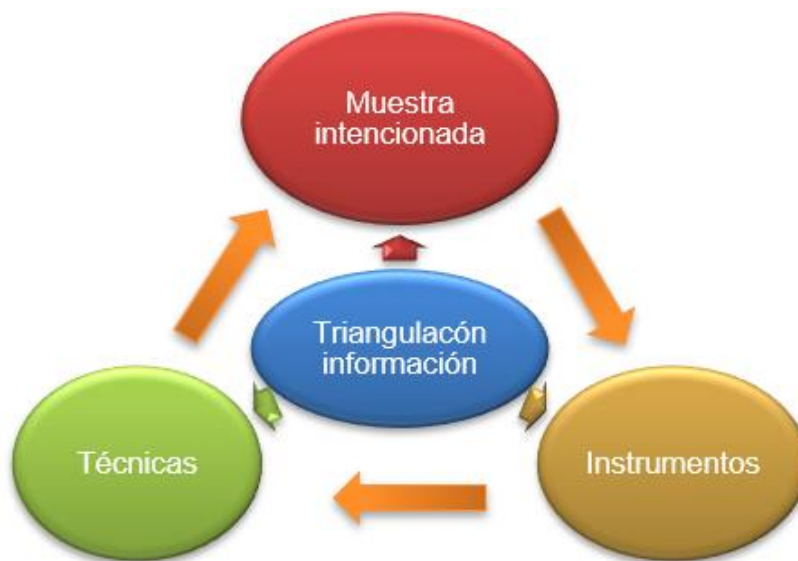 Muestra
intencionada
Triangulacón
información
Técnicas
Instrumentos